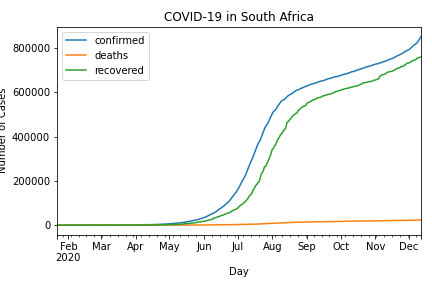 COVID-19 in South Africa
confirmed
deaths
recovered
Number of Cases
800000
600000
400000
200000
0
Feb Mar Apr May Jun Jul Aug Sep Oct Nov Dec
2020
Day